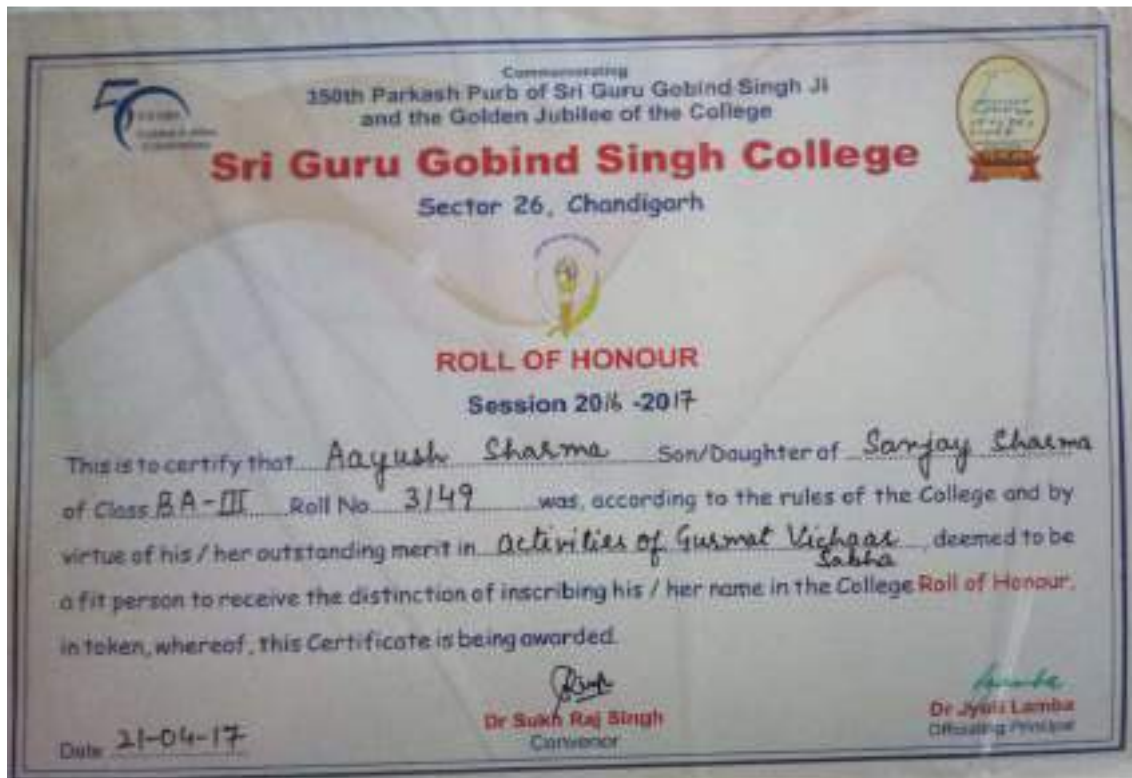 Commemorating
350th Parkash Purb of Sri Guru Gobind Singh Ji
and the Golden Jubilee of the College
Sri Guru Gobind Singh College
Sector 26, Chandigarh
ROLL OF HONOUR
Session 2016 -2017
This is to certify that Aayush Sharma Son/Daughter of Sanjay Sharma
of Class BA-III Roll No 3149 was, according to the rules of the College and by
virtue of his / her outstanding merit in activities of Gurmat Vichaar Sabha deemed to be
a fit person to receive the distinction of inscribing his / her name in the College Roll of Honour,
in token, whereof, this Certificate is being awarded.
Dr Sukh Raj Singh
Convenor
Dr Jyoti Lamba
Officiating Principal
Date 21-04-17